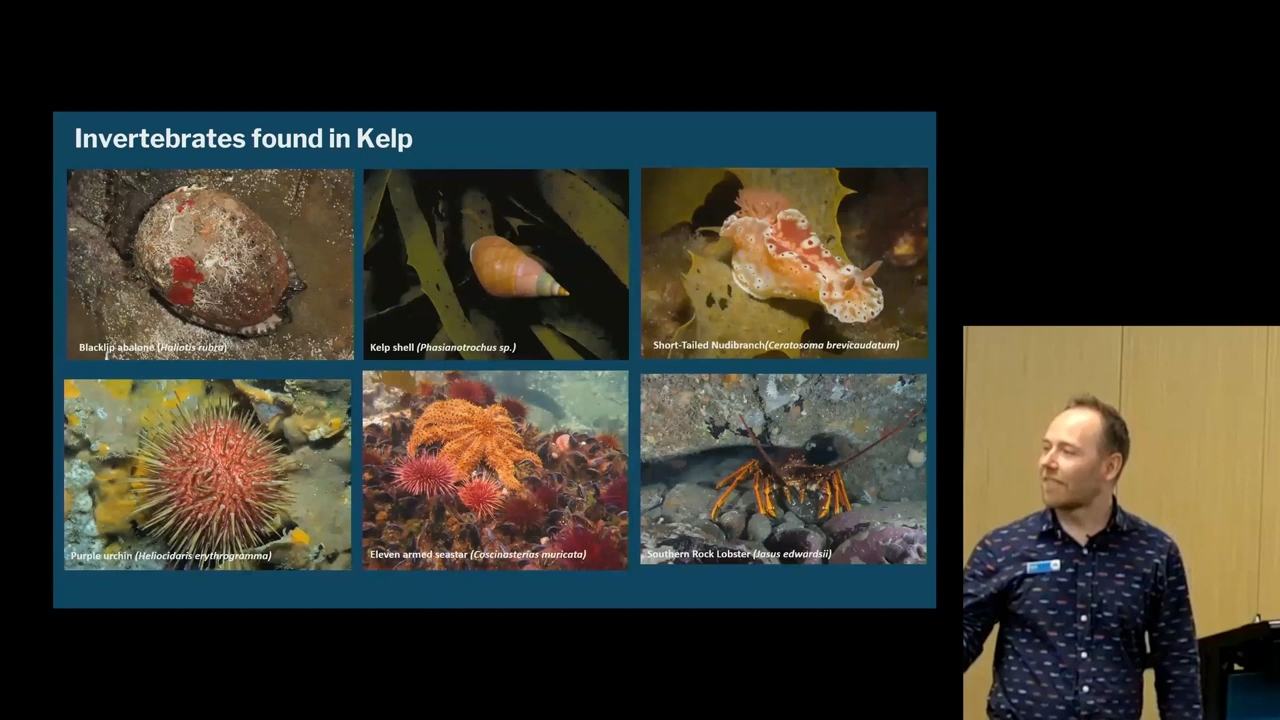 Invertebrates found in Kelp
Blacklip abalone (Haliotis rubra)
Kelp shell (Phasianotrochus sp.)
Short-Tailed Nudibranch(Ceratosoma brevicaudatum)
Purple urchin (Heliocidaris erythrogramma)
Eleven armed seastar (Coscinasterias muricata)
Southern Rock Lobster (Jasus edwardsii)